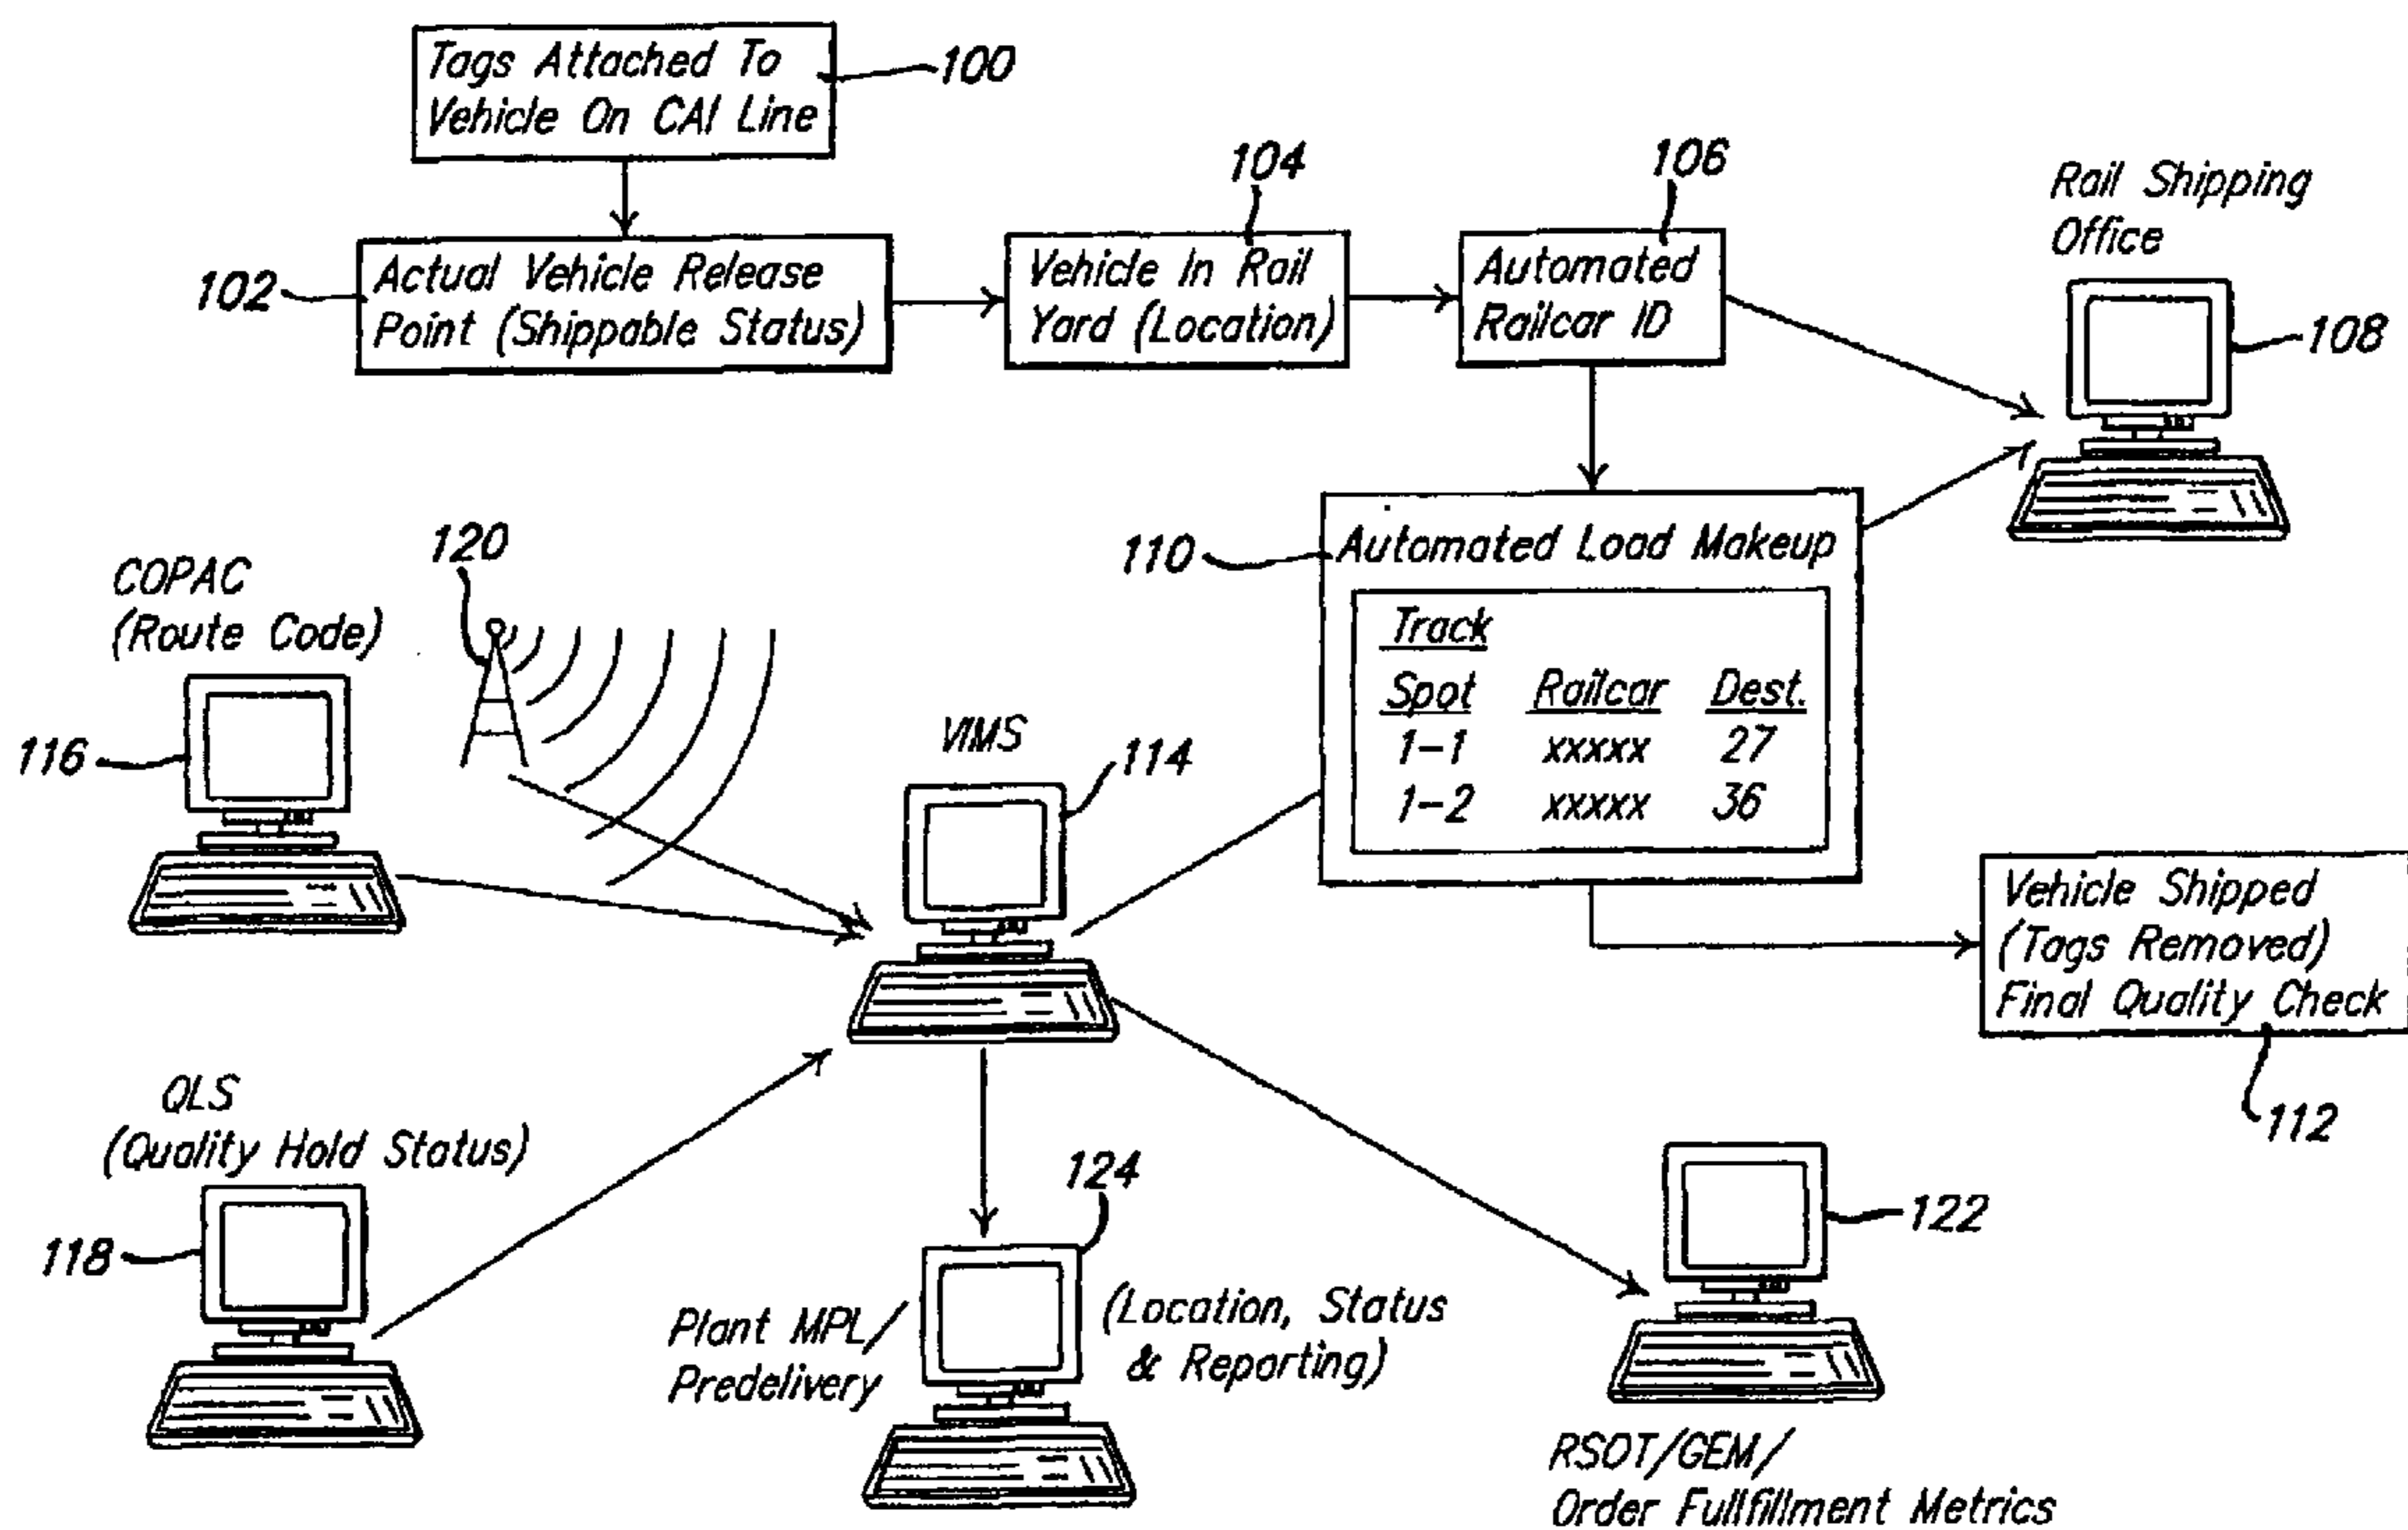 Tags Attached To
Vehicle On CAI Line
100
104
106
Rail Shipping
Office
102
Actual Vehicle Release
Point (Shippable Status)
Vehicle In Rail
Yard (Location)
Automated
Railcar ID
108
120
110
Automated Load Makeup
COPAC
(Route Code)
Track
Spot Railcar Dest.
1-1 xxxxx 27
1-2 xxxxx 36
116
VIMS
114
Vehicle Shipped
(Tags Removed)
Final Quality Check
112
QLS
(Quality Hold Status)
118
124
122
Plant MPL/
Predelivery
(Location, Status
& Reporting)
RSOT/GEM/
Order Fullfillment Metrics